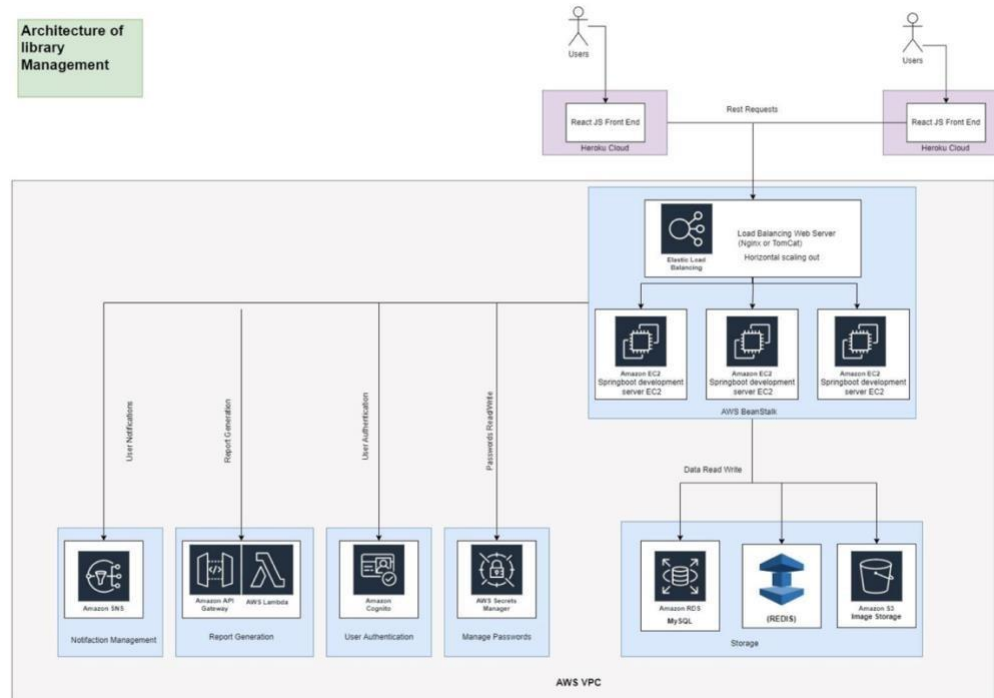 Architecture of
library
Management
Users
Users
React JS Front End
Heroku Cloud
Rest Requests
React JS Front End
Heroku Cloud
Elastic Load
Balancing
Load Balancing Web Server
(Nginx or TomCat)
Horizontal scaling out
Amazon EC2
Springboot development
server EC2
Amazon EC2
Springboot development
server EC2
Amazon EC2
Springboot development
server EC2
AWS BeanStalk
User Notifications
Report Generation
User Authentication
Passwords Read/Write
Data Read Write
Amazon SNS
Notifaction Management
Amazon API
Gateway
AWS Lambda
Report Generation
Amazon
Cognito
User Authentication
AWS Secrets
Manager
Manage Passwords
Amazon RDS
MySQL
(REDIS)
Amazon S3
Image Storage
Storage
AWS VPC